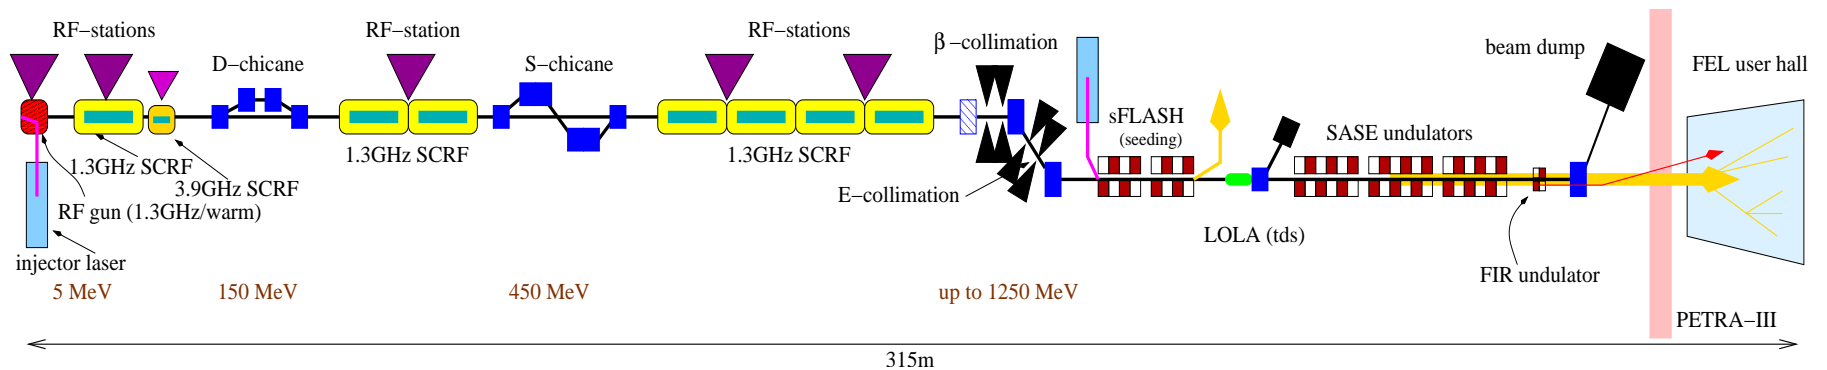 RF−stations
RF−station
RF−stations
β−collimation
beam dump
FEL user hall
D−chicane
S−chicane
sFLASH
(seeding)
SASE undulators
1.3GHz SCRF
3.9GHz SCRF
1.3GHz SCRF
1.3GHz SCRF
E−collimation
RF gun (1.3GHz/warm)
LOLA (tds)
injector laser
FIR undulator
5 MeV
150 MeV
450 MeV
up to 1250 MeV
PETRA−III
315m